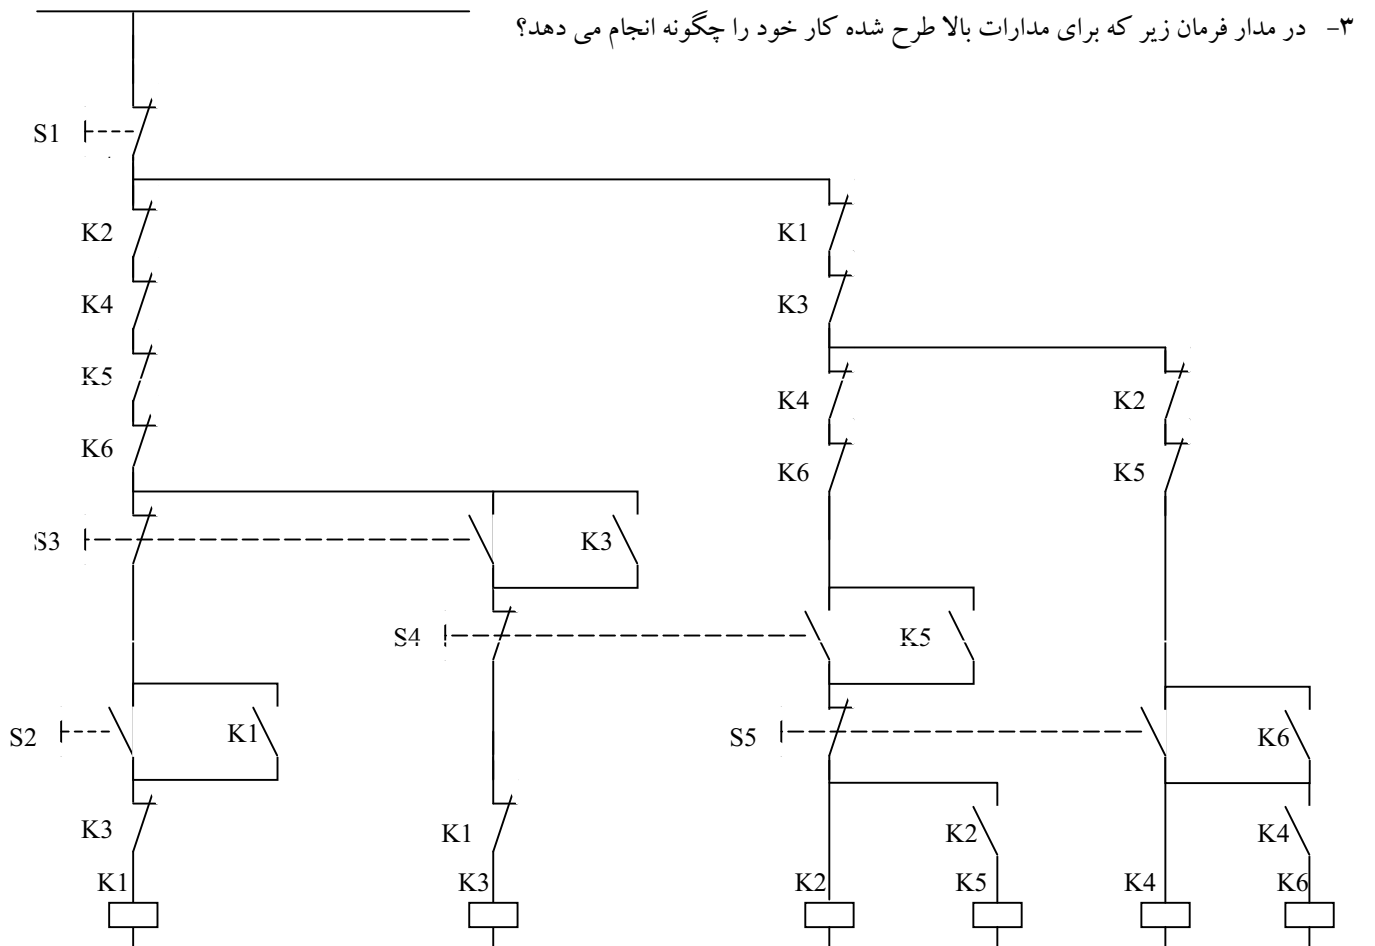 ۳- در مدار فرمان زیر که برای مدارات بالا طرح شده کار خود را چگونه انجام می دهد؟
S1
K2
K1
K4
K3
K5
K4
K2
K6
K6
K5
S3
K3
S4
K5
S2
K1
S5
K6
K3
K1
K2
K4
K1
K3
K2
K5
K4
K6